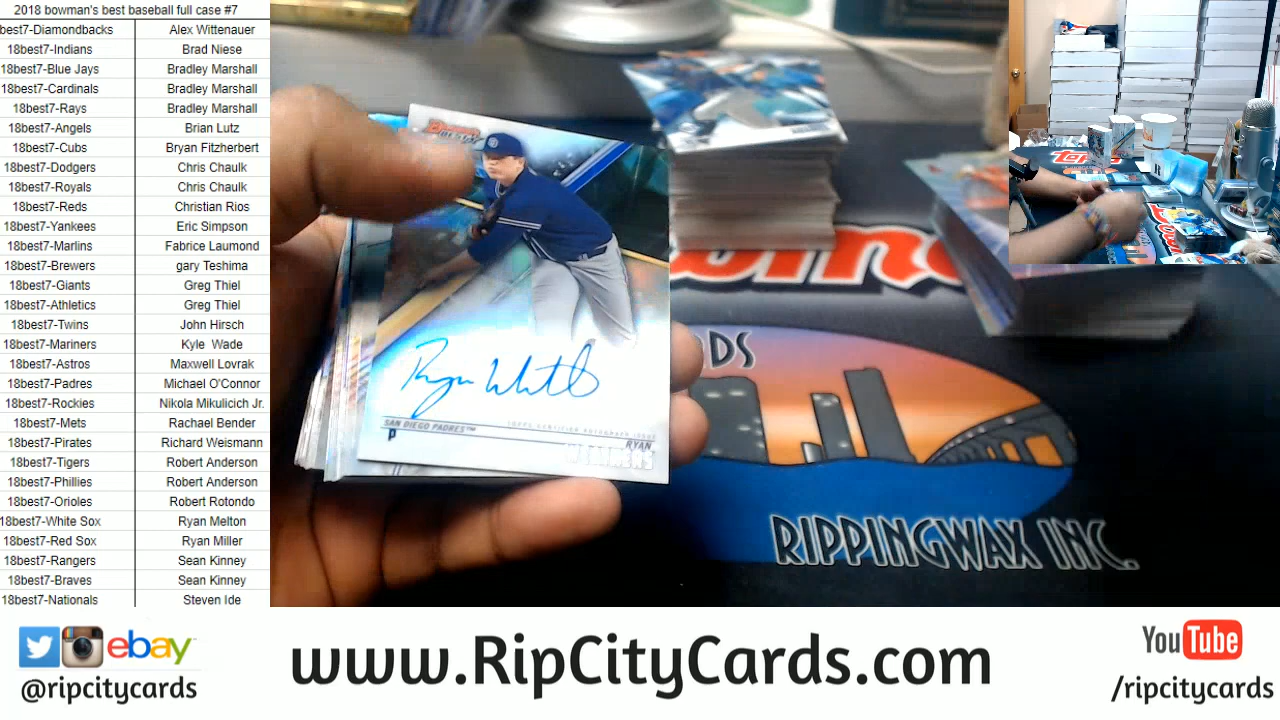 2018 bowman's best baseball full case #7
best7-Diamondbacks Alex Wittenauer
18best7-Indians Brad Niese
18best7-Blue Jays Bradley Marshall
18best7-Cardinals Bradley Marshall
18best7-Rays Bradley Marshall
18best7-Angels Brian Lutz
18best7-Cubs Bryan Fitzherbert
18best7-Dodgers Chris Chaulk
18best7-Royals Chris Chaulk
18best7-Reds Christian Rios
18best7-Yankees Eric Simpson
18best7-Marlins Fabrice Laumond
18best7-Brewers gary Teshima
18best7-Giants Greg Thiel
18best7-Athletics Greg Thiel
18best7-Twins John Hirsch
18best7-Mariners Kyle Wade
18best7-Astros Maxwell Lovrak
18best7-Padres Michael O'Connor
18best7-Rockies Nikola Mikulicich Jr.
18best7-Mets Rachael Bender
18best7-Pirates Richard Weismann
18best7-Tigers Robert Anderson
18best7-Phillies Robert Anderson
18best7-Orioles Robert Rotondo
18best7-White Sox Ryan Melton
18best7-Red Sox Ryan Miller
18best7-Rangers Sean Kinney
18best7-Braves Sean Kinney
18best7-Nationals Steven Ide
SAN DIEGO PADRES™
TOPPS CERTIFIED AUTOGRAPH ISSUE
P
RYAN
topps
RIPPINGWAX INC.
ebay
@ripcitycards
www.RipCityCards.com
YouTube
/ripcitycards